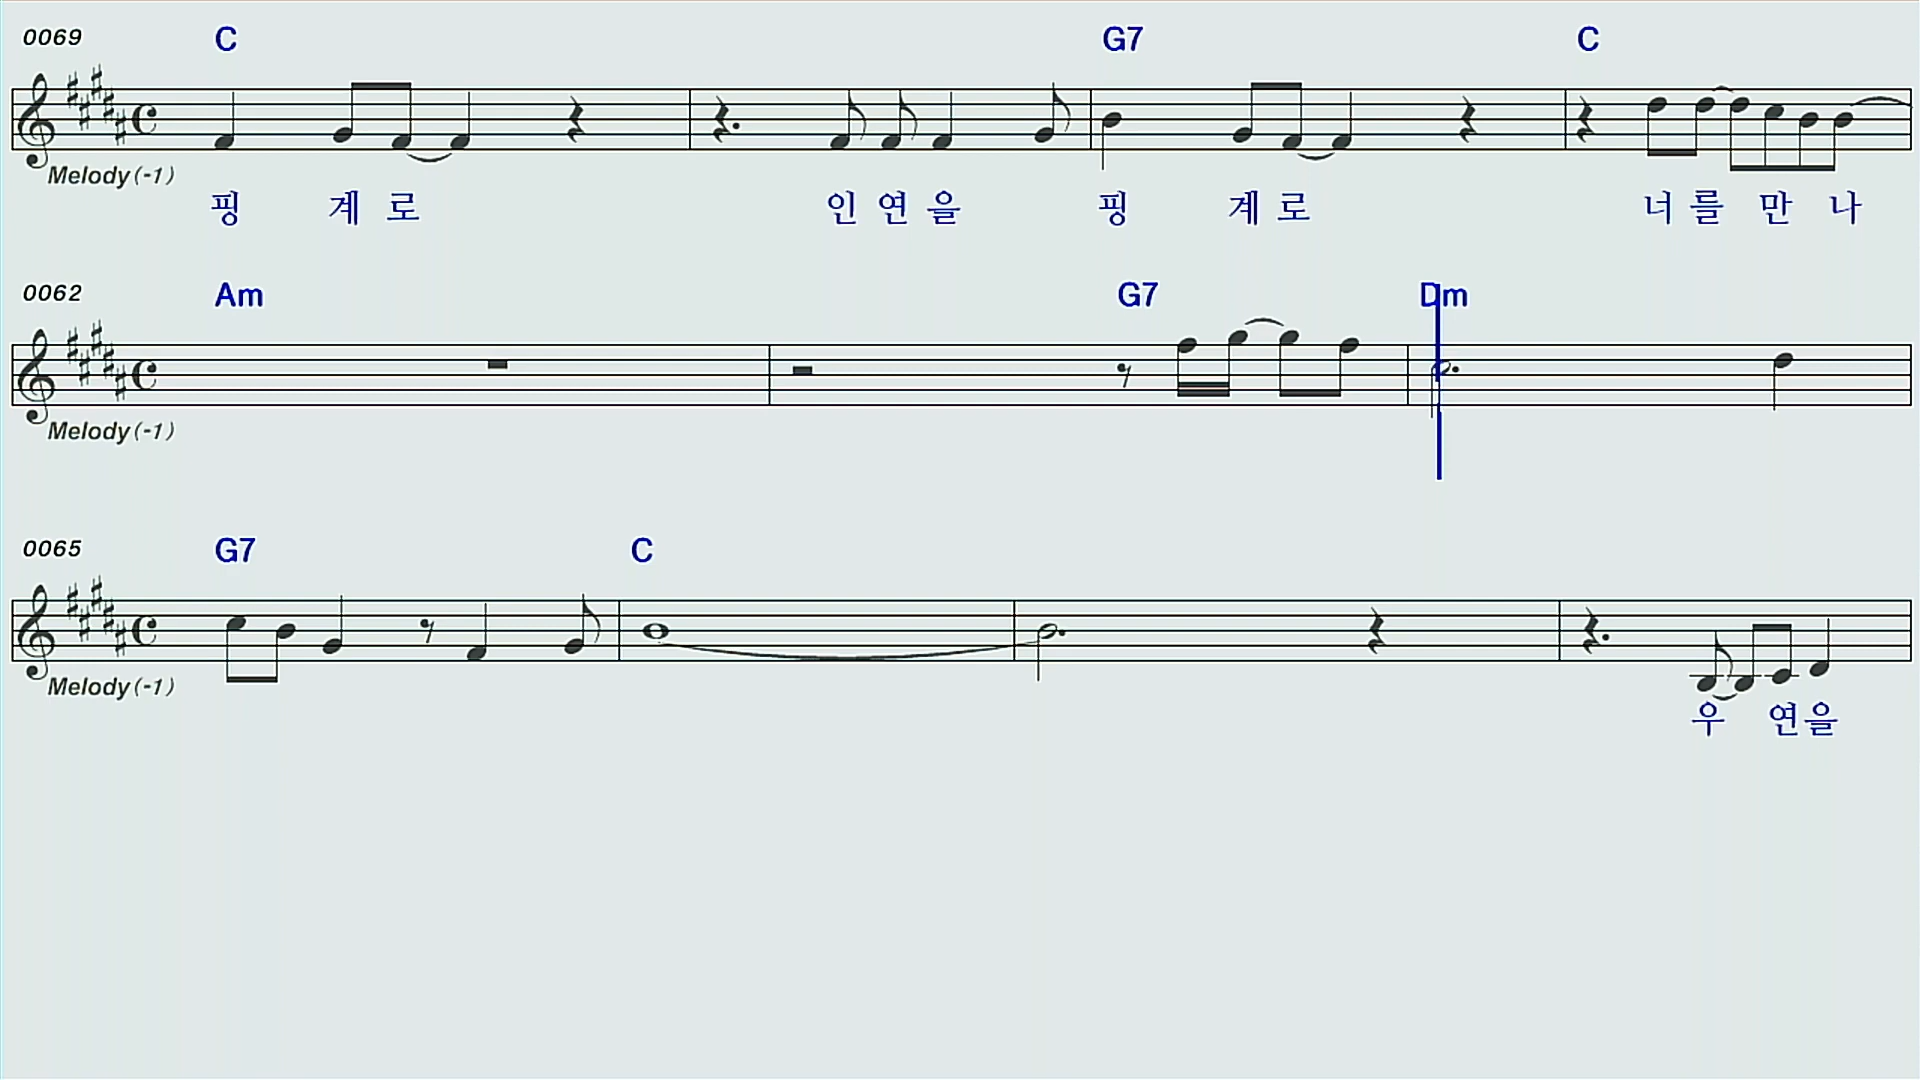 0069 C G7 C
Melody(-1)
핑 계 로 인 연 을 핑 계 로 너 를 만 나
0062 Am G7 Dm
Melody(-1)
0065 G7 C
Melody(-1)
우 연 을